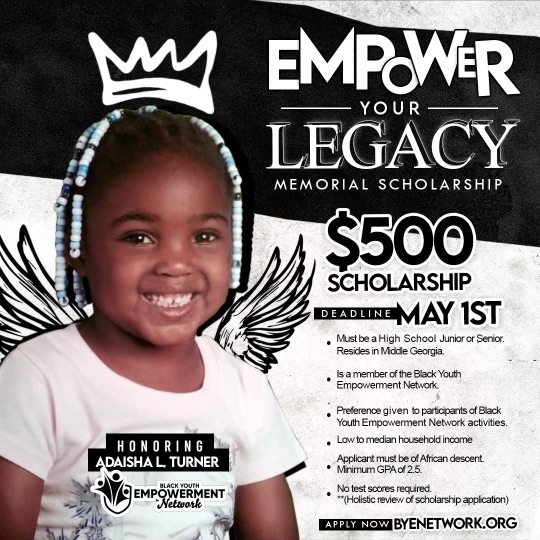 EMPOWER
YOUR
LEGACY
MEMORIAL SCHOLARSHIP
$500
SCHOLARSHIP
DEADLINE MAY 1ST
• Must be a High School Junior or Senior.
Resides in Middle Georgia.
• Is a member of the Black Youth
Empowerment Network.
• Preference given to participants of Black
Youth Empowerment Network activities.
• Low to median household income
• Applicant must be of African descent.
Minimum GPA of 2.5.
• No test scores required.
**(Holistic review of scholarship application)
APPLY NOW BYENETWORK.ORG
HONORING
ADAISHA L. TURNER
BLACK YOUTH
EMPOWERMENT
Network